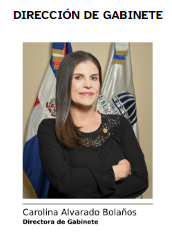 DIRECCIÓN DE GABINETE
Carolina Alvarado Bolaños
Directora de Gabinete